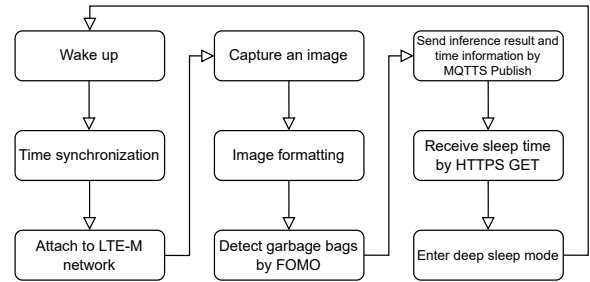 Wake up
Time synchronization
Attach to LTE-M
network
Capture an image
Image formatting
Detect garbage bags
by FOMO
Send inference result and
time information by
MQTTS Publish
Receive sleep time
by HTTPS GET
Enter deep sleep mode